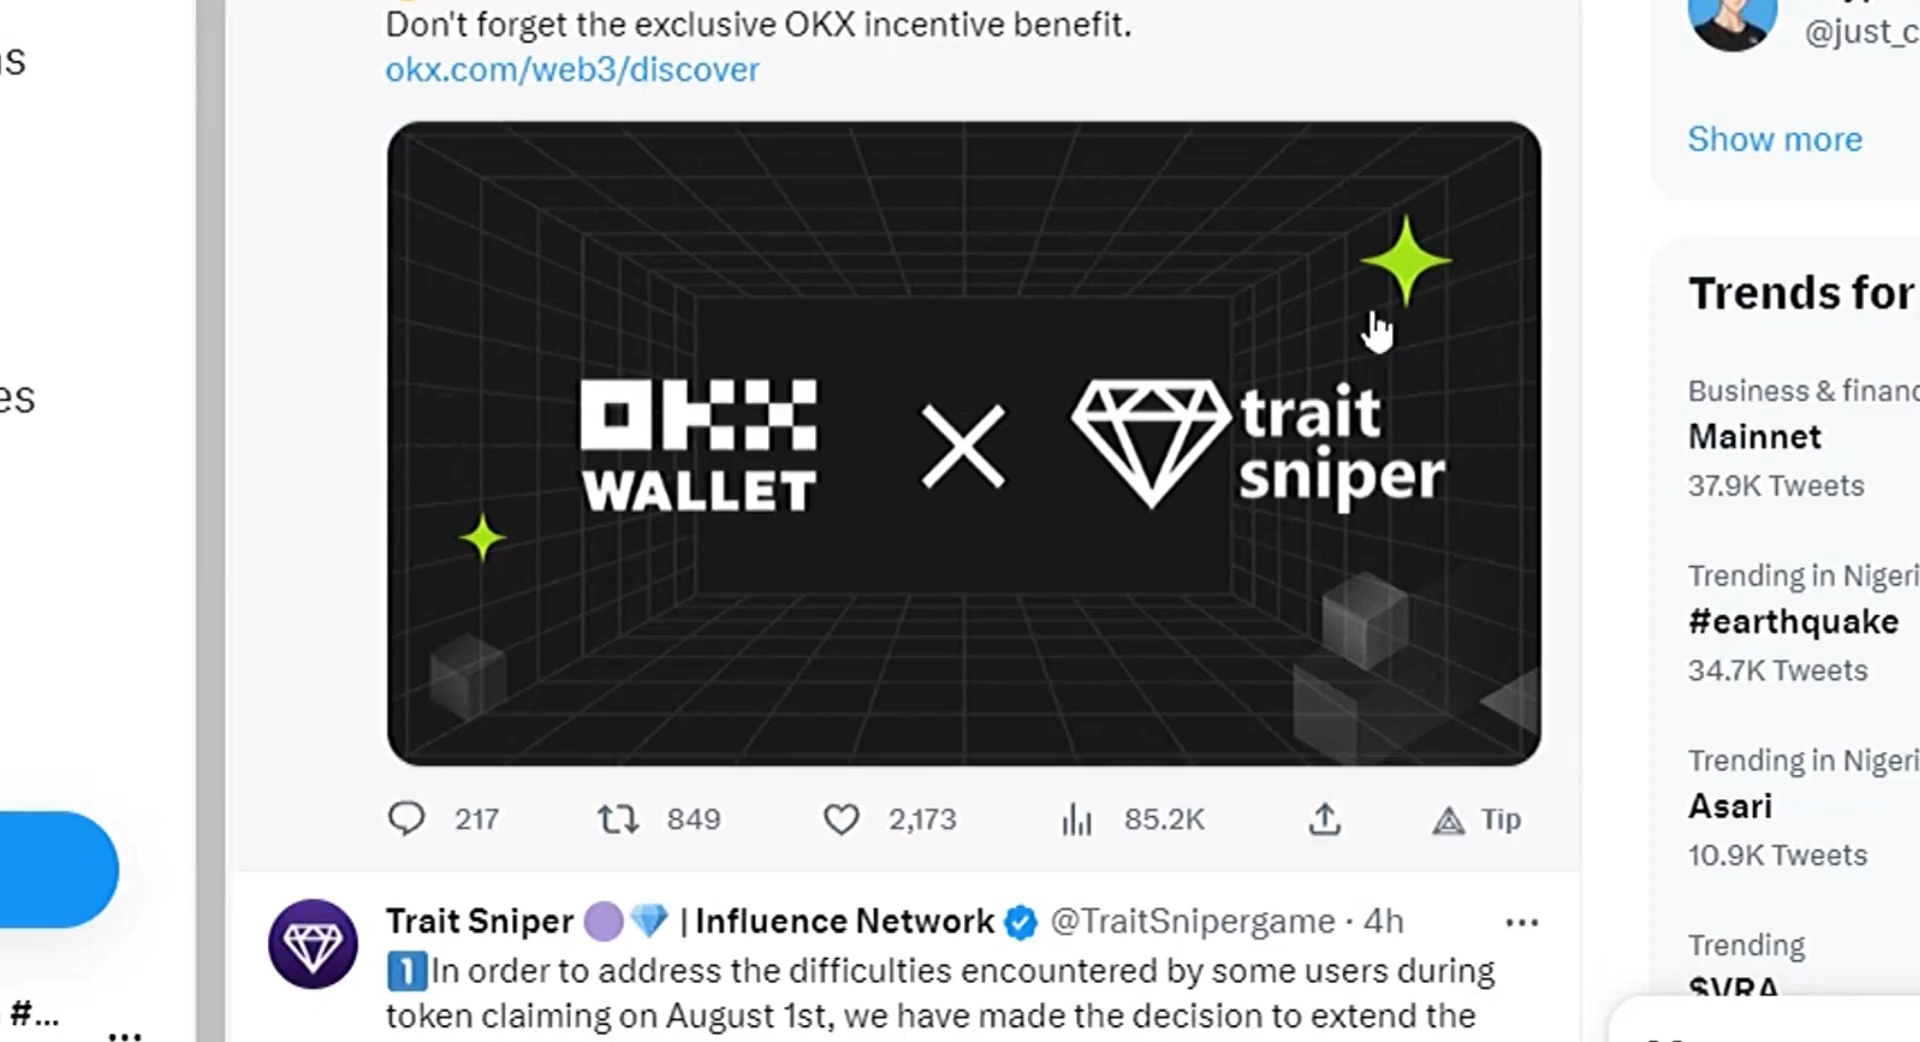 Don't forget the exclusive OKX incentive benefit.
okx.com/web3/discover
OKX
WALLET
trait
sniper
217
849
2,173
85.2K
Tip
Trait Sniper | Influence Network @TraitSnipergame · 4h
1 In order to address the difficulties encountered by some users during
token claiming on August 1st, we have made the decision to extend the
@just_c
Show more
Trends for
Business & financ
Mainnet
37.9K Tweets
Trending in Nigeri
#earthquake
34.7K Tweets
Trending in Nigeri
Asari
10.9K Tweets
Trending
$VRA
#...